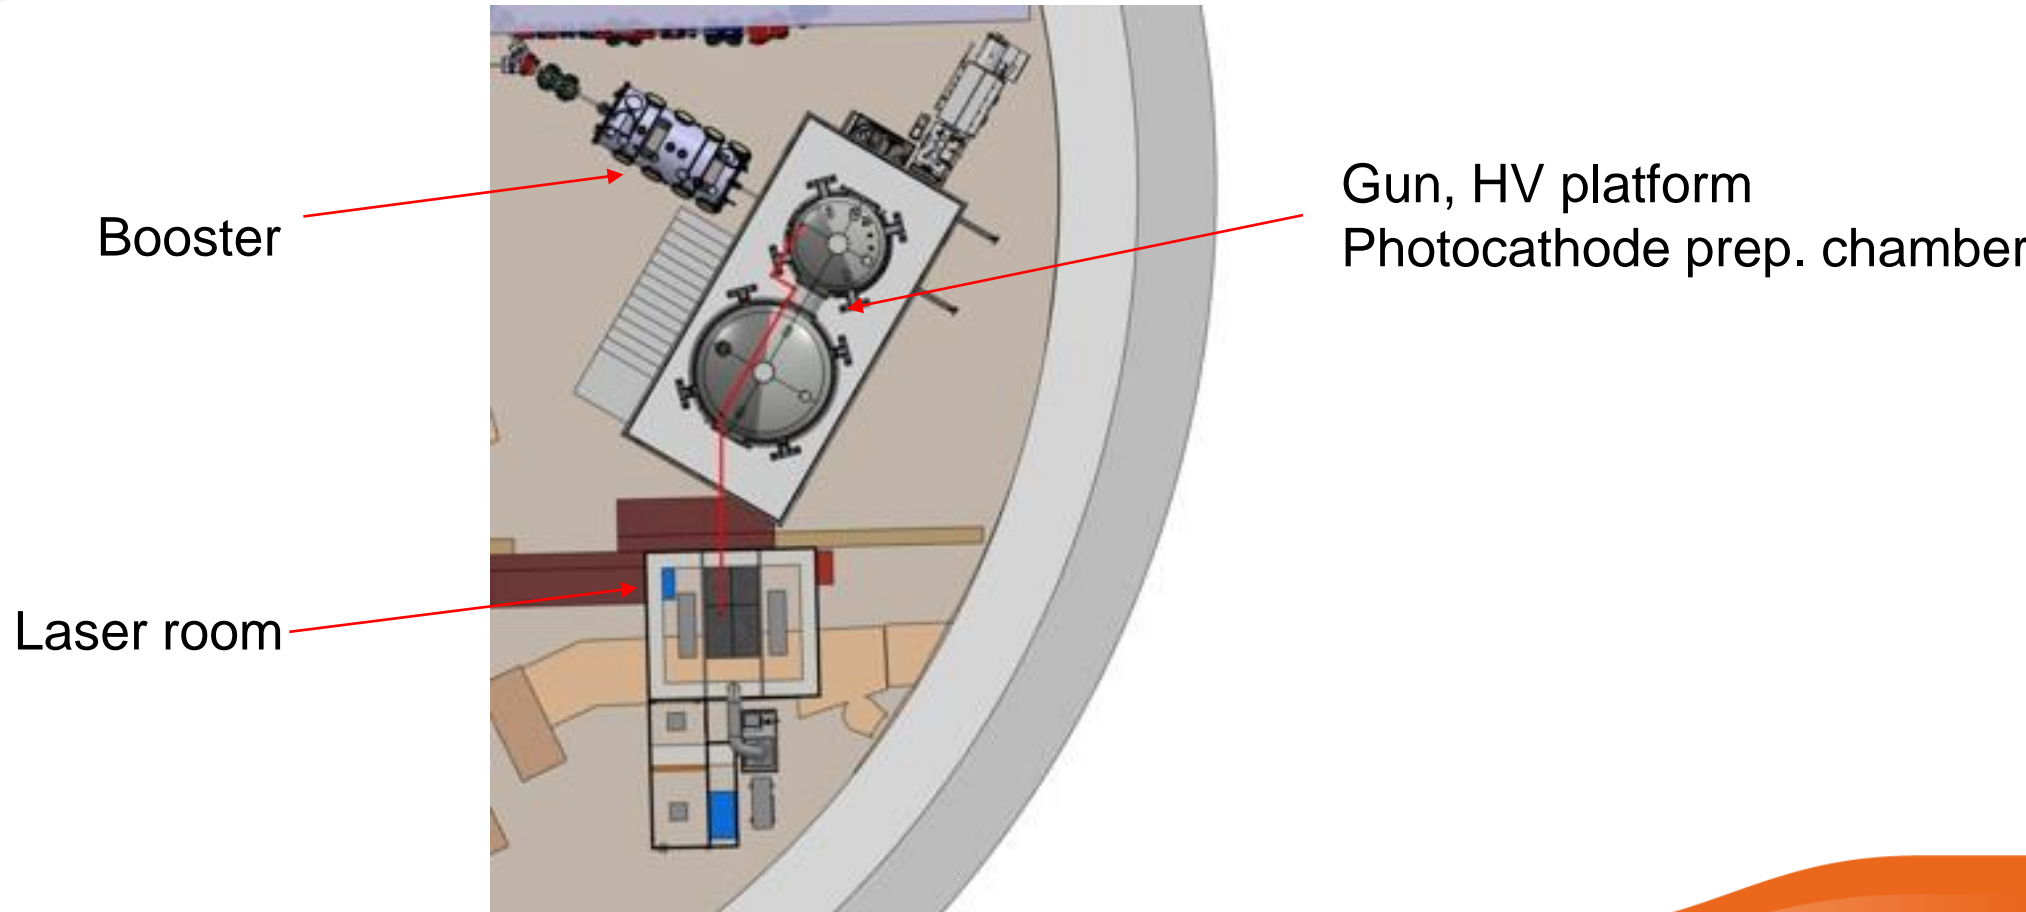 Gun, HV platform
Photocathode prep. chamber
Booster
Laser room